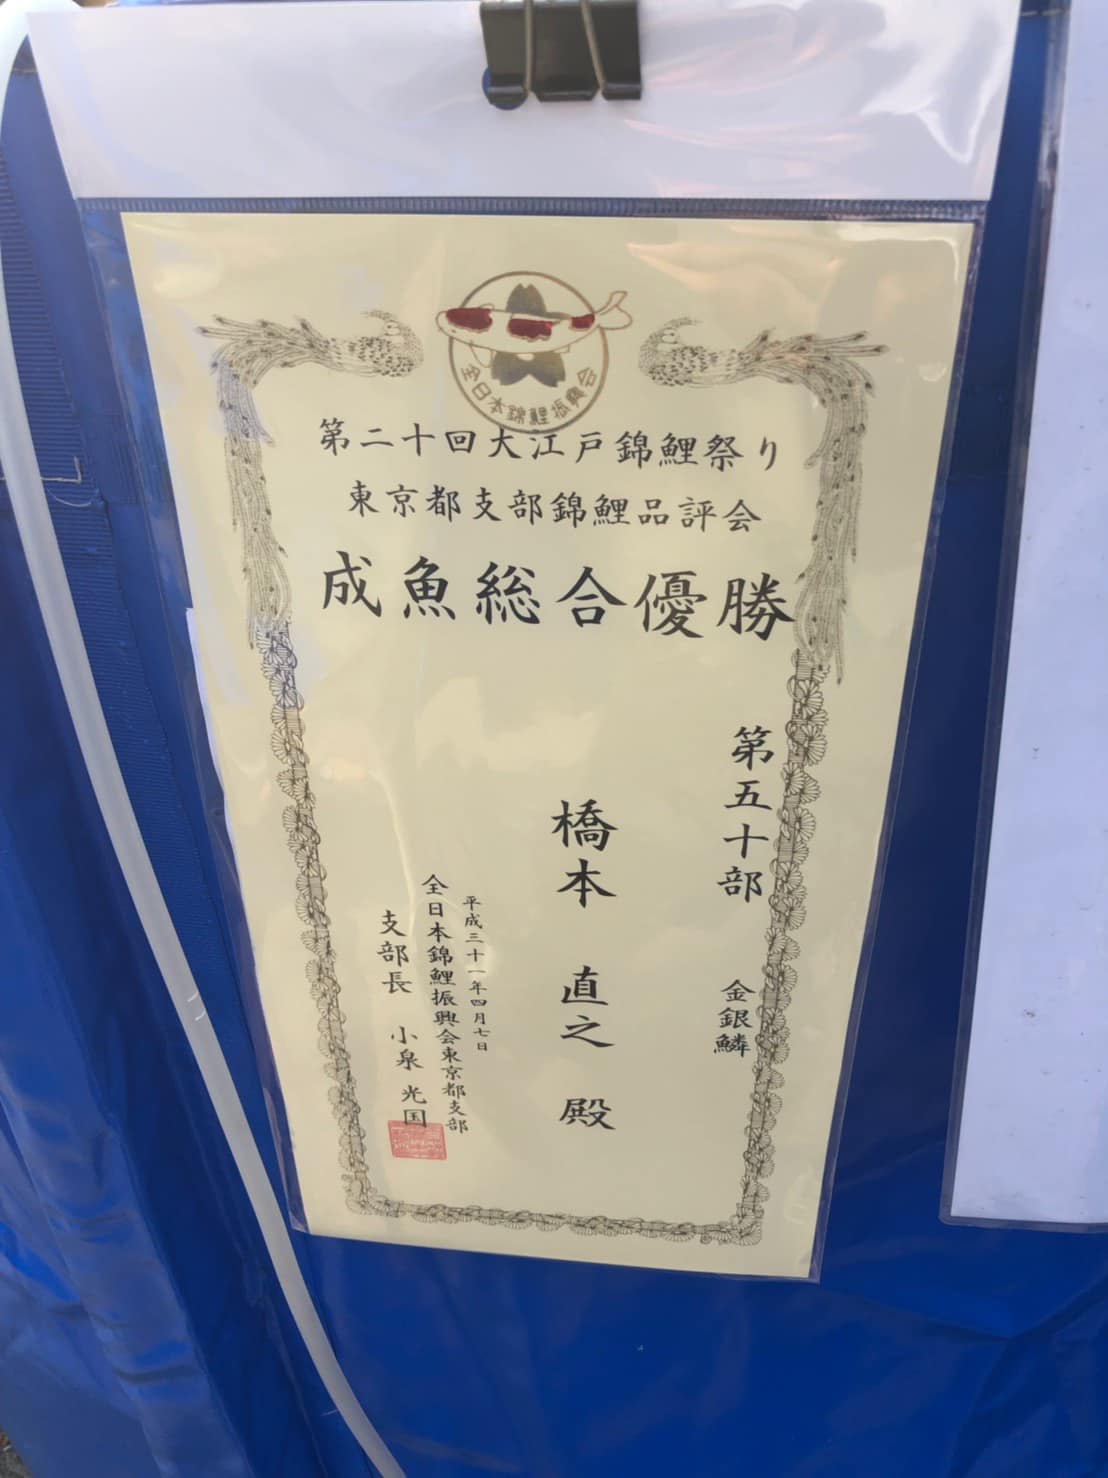 全日本錦鯉振興会
第二十回大江戸錦鯉祭り
東京都支部錦鯉品評会
成魚総合優勝
第五十部 金銀鱗
橋本 直之 殿
平成三十一年四月七日
全日本錦鯉振興会東京都支部
支部長 小泉 光国